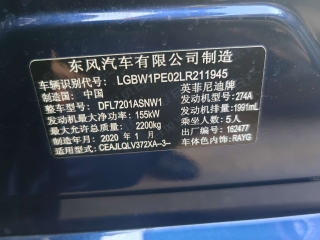 东风汽车有限公司制造
车辆识别代号: LGBW1PE02LR211945
制造国: 中国 英菲尼迪牌
整车型号: DFL7201ASNW1 发动机型号: 274A
发动机最大净功率: 155kW 发动机排量: 1991mL
最大允许总质量: 2200kg 乘坐人数: 5人
制造年月: 2020年1月 出厂编号: 162477
适用型式: CEAJLQLV372XA-3- 车体色内饰: RAYG